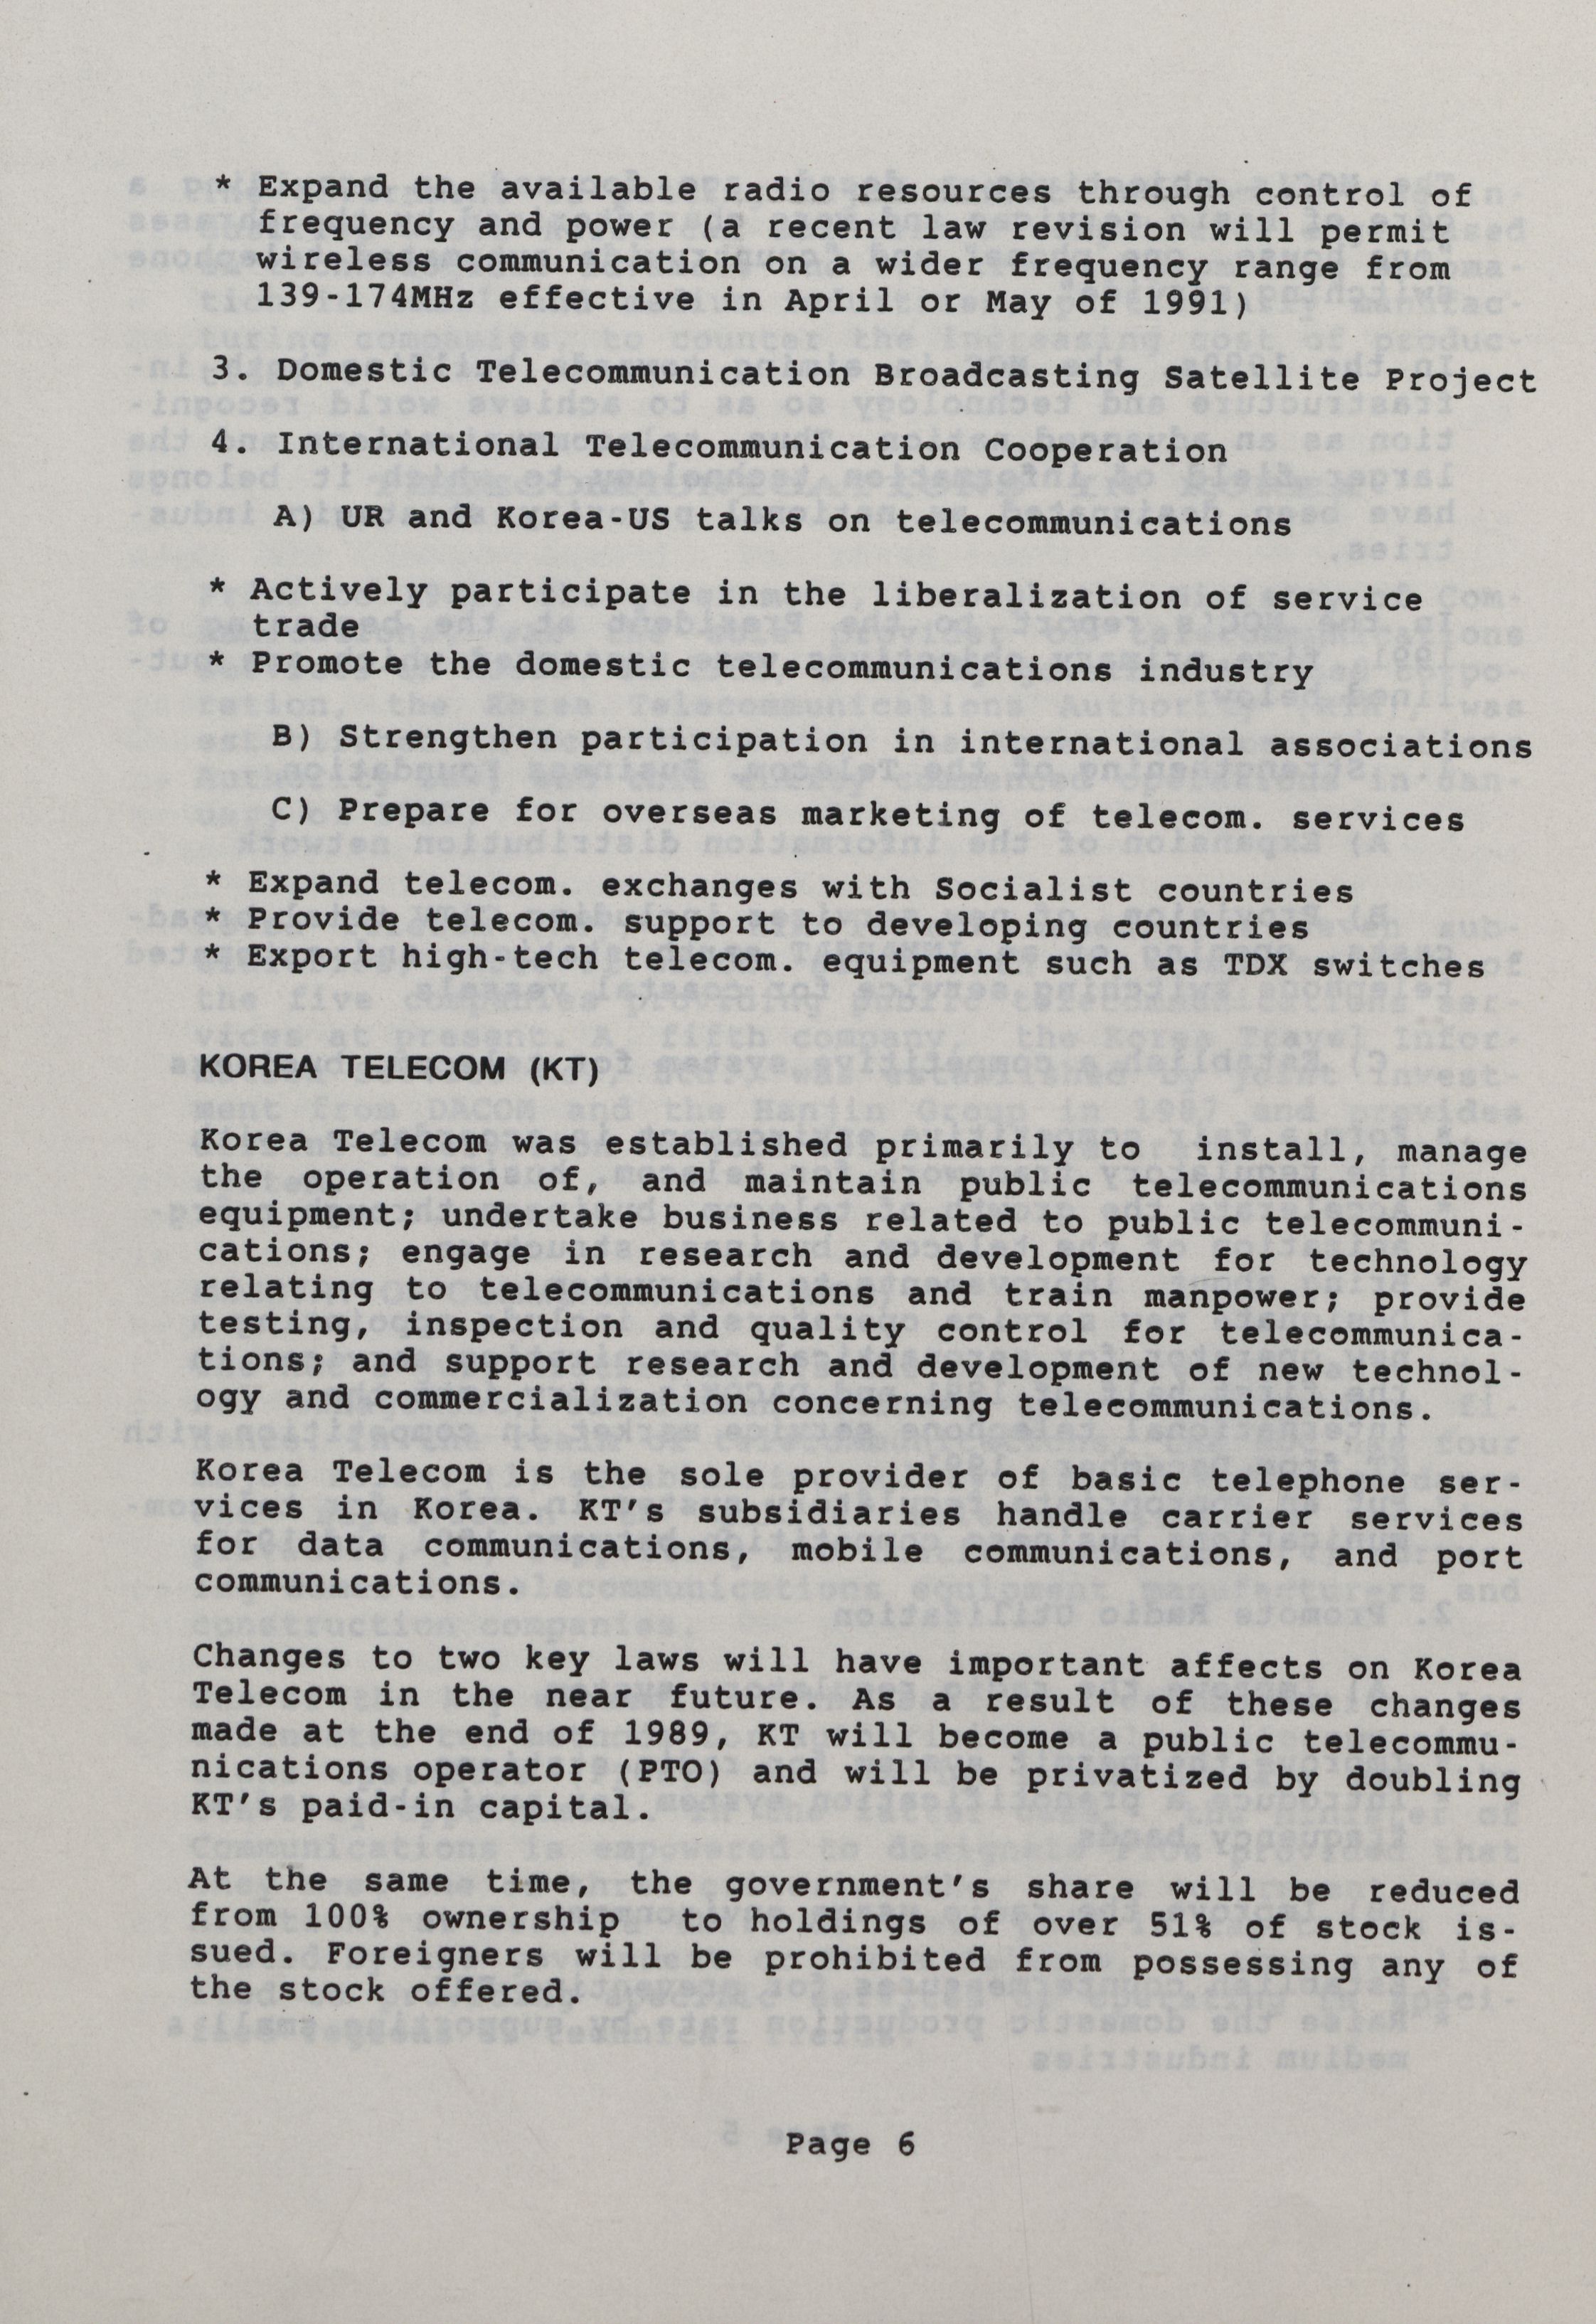 * Expand the available radio resources through control of
frequency and power (a recent law revision will permit
wireless communication on a wider frequency range from
139-174MHz effective in April or May of 1991)
3. Domestic Telecommunication Broadcasting Satellite Project
4. International Telecommunication Cooperation
A) UR and Korea-US talks on telecommunications
* Actively participate in the liberalization of service
trade
* Promote the domestic telecommunications industry
B) Strengthen participation in international associations
C) Prepare for overseas marketing of telecom. services
* Expand telecom. exchanges with Socialist countries
* Provide telecom. support to developing countries
* Export high-tech telecom. equipment such as TDX switches
KOREA TELECOM (KT)
Korea Telecom was established primarily to install, manage
the operation of, and maintain public telecommunications
equipment; undertake business related to public telecommuni-
cations; engage in research and development for technology
relating to telecommunications and train manpower; provide
testing, inspection and quality control for telecommunica-
tions; and support research and development of new technol-
ogy and commercialization concerning telecommunications.
Korea Telecom is the sole provider of basic telephone ser-
vices in Korea. KT's subsidiaries handle carrier services
for data communications, mobile communications, and port
communications.
Changes to two key laws will have important affects on Korea
Telecom in the near future. As a result of these changes
made at the end of 1989, KT will become a public telecommu-
nications operator (PTO) and will be privatized by doubling
KT's paid-in capital.
At the same time, the government's share will be reduced
from 100% ownership to holdings of over 51% of stock is-
sued. Foreigners will be prohibited from possessing any of
the stock offered.
Page 6